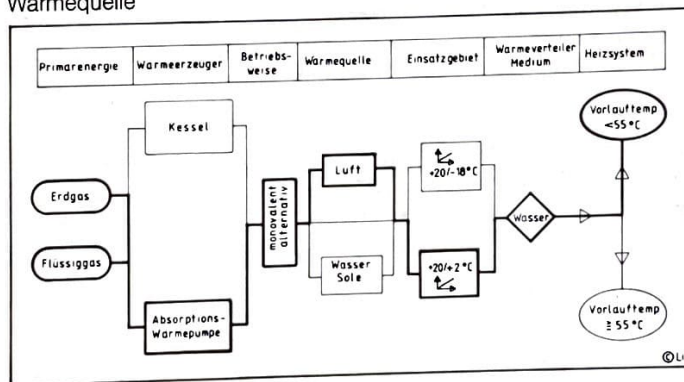 Wärmequelle
Primärenergie
Wärmeerzeuger
Betriebs-
weise
Wärmequelle
Einsatzgebiet
Wärmeverteiler
Medium
Heizsystem
Kessel
Erdgas
Flüssiggas
Absorptions-
Wärmepumpe
monovalent
alternativ
Luft
Wasser
Sole
+20/-18°C
+20/+2°C
Wasser
Vorlauftemp
<55°C
Vorlauftemp
≧ 55°C